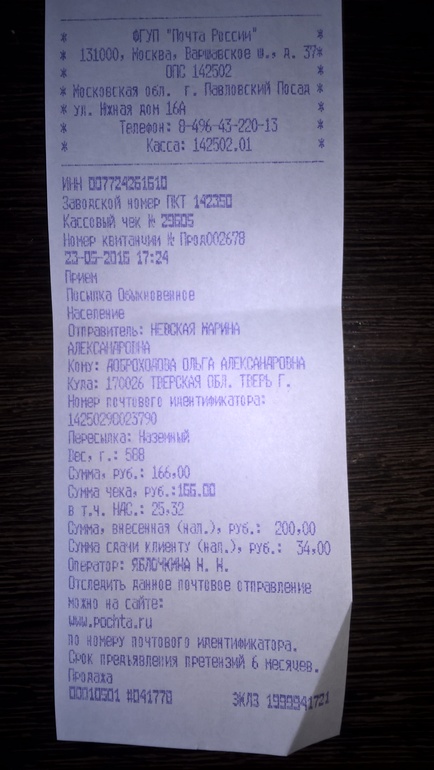 * ФГУП "Почта России" *
* 131000, Москва, Варшавское ш., д. 37*
* ОПС 142502 *
* Московская обл. г. Павловский Посад *
* ул. Южная дом 16А *
* Телефон: 8-496-43-220-13 *
* Касса: 142502.01 *
ИНН 007724261610
Заводской номер ПКТ 142350
Кассовый чек № 29605
Номер квитанции № Прод002678
23-05-2016 17:24
Прием
Посылка Обыкновенное
Население
Отправитель: НЕВСКАЯ МАРИНА
АЛЕКСАНДРОВНА
Кому: ДОБРОХОДОВА ОЛЬГА АЛЕКСАНДРОВНА
Куда: 170026 ТВЕРСКАЯ ОБЛ. ТВЕРЬ Г.
Номер почтового идентификатора:
14250290023790
Пересылка: Наземный
Вес, г.: 588
Сумма, руб.: 166,00
Сумма чека, руб.:166.00
в т.ч. НДС.: 25,32
Сумма, внесенная (нал.), руб.: 200,00
Сумма сдачи клиенту (нал.), руб.: 34,00
Оператор: ЯБЛОЧКИНА Н. Н.
Отследить данное почтовое отправление
можно на сайте:
www.pochta.ru
по номеру почтового идентификатора.
Срок предъявления претензий 6 месяцев.
Продажа
00010501 #041770 ЭКЛЗ 1999941721